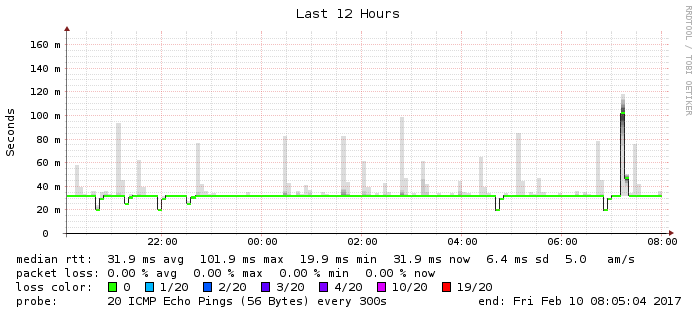 Last 12 Hours
RRDTOOL / TOBI OETIKER
Seconds
160 m
140 m
120 m
100 m
80 m
60 m
40 m
20 m
0
22:00 00:00 02:00 04:00 06:00 08:00
median rtt: 31.9 ms avg 101.9 ms max 19.9 ms min 31.9 ms now 6.4 ms sd 5.0 am/s
packet loss: 0.00 % avg 0.00 % max 0.00 % min 0.00 % now
loss color: 0 1/20 2/20 3/20 4/20 10/20 19/20
probe: 20 ICMP Echo Pings (56 Bytes) every 300s end: Fri Feb 10 08:05:04 2017